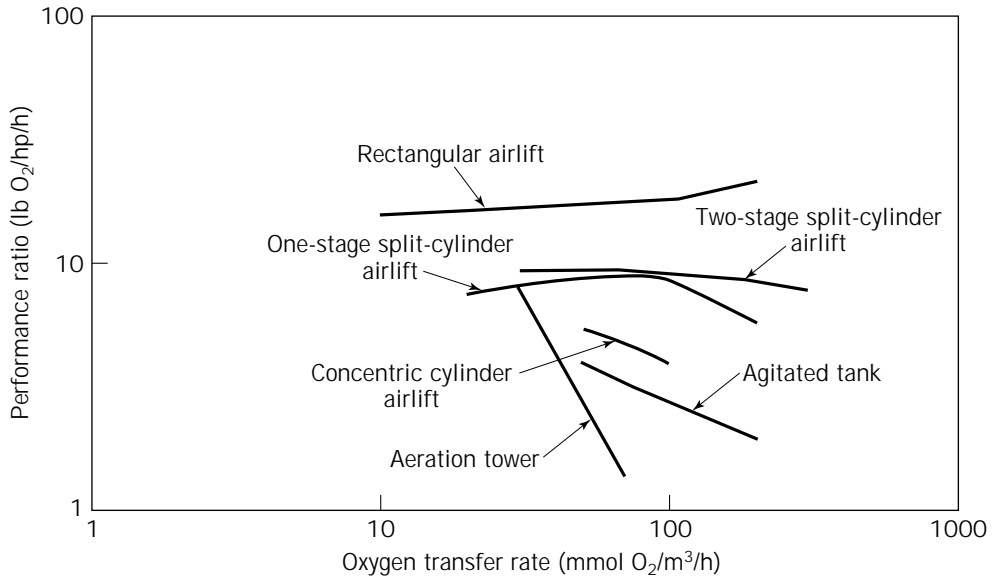 100
Performance ratio (lb O2/hp/h)
Rectangular airlift
Two-stage split-cylinder
airlift
One-stage split-cylinder
airlift
10
Concentric cylinder
airlift
Agitated tank
Aeration tower
1
1
10
100
1000
Oxygen transfer rate (mmol O2/m3/h)